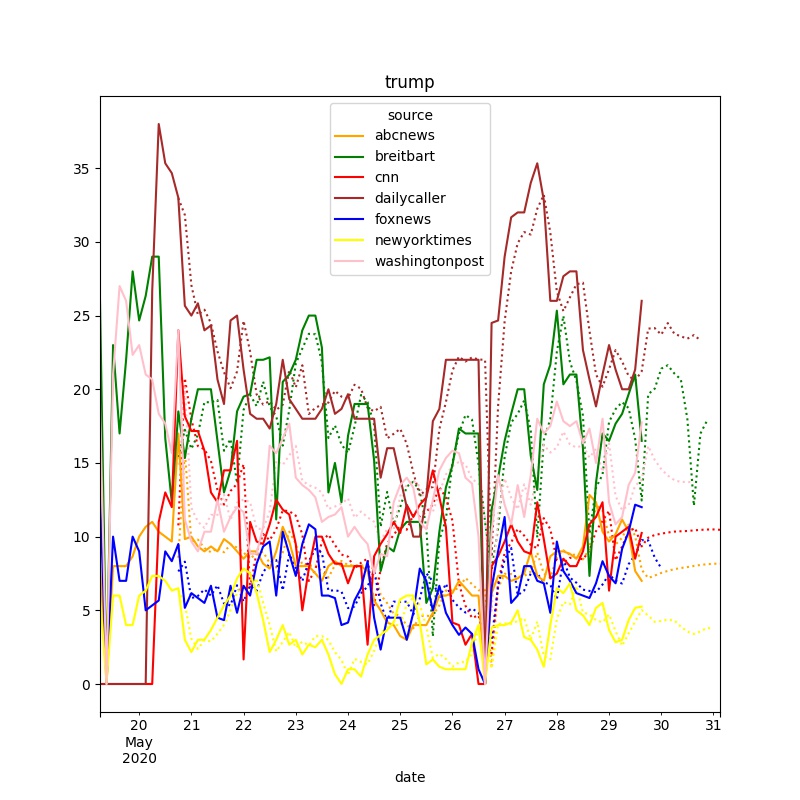 trump
source
abcnews
breitbart
cnn
dailycaller
foxnews
newyorktimes
washingtonpost
35
30
25
20
15
10
5
0
20 21 22 23 24 25 26 27 28 29 30 31
May
2020
date